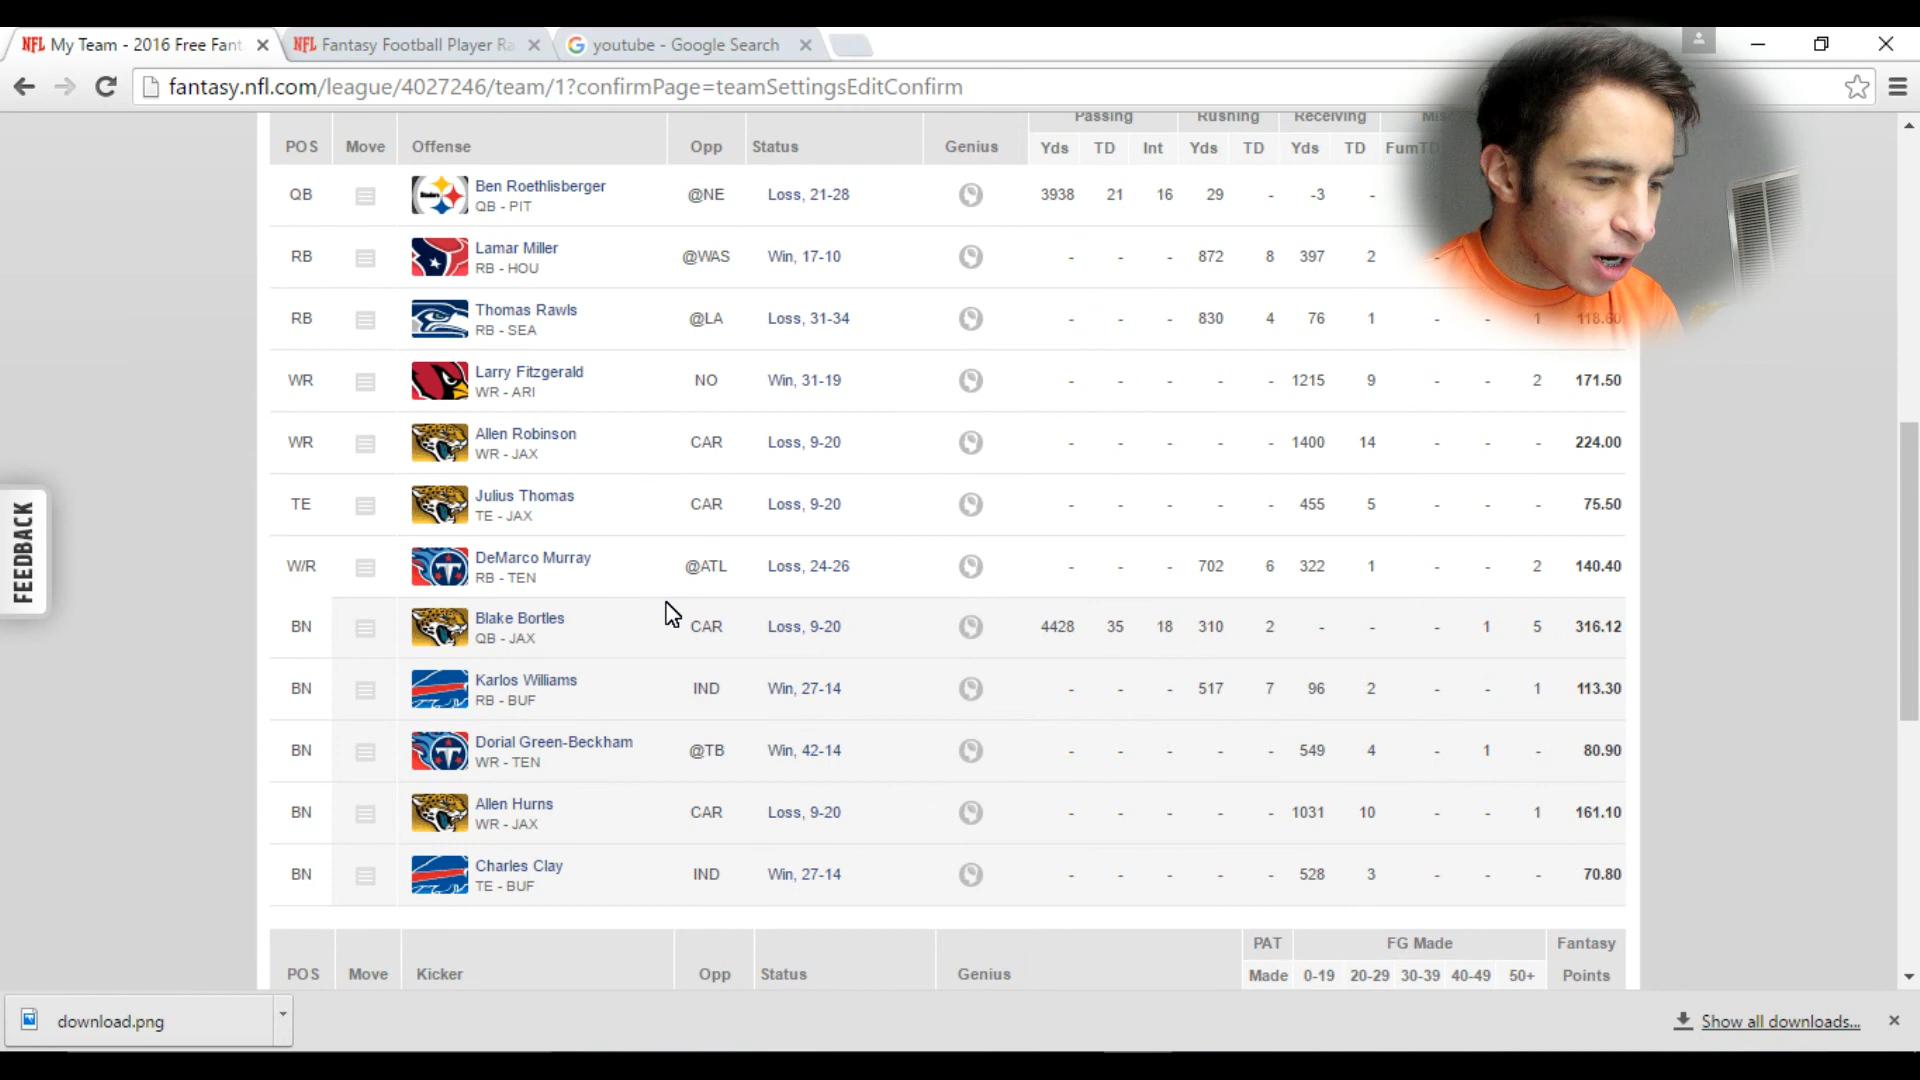 NFL My Team - 2016 Free Fant
NFL Fantasy Football Player Ra
youtube - Google Search
fantasy.nfl.com/league/4027246/team/1?confirmPage=teamSettingsEditConfirm
Passing Rushing Receiving
POS Move Offense Opp Status Genius Yds TD Int Yds TD Yds TD FumTD
QB Ben Roethlisberger QB - PIT @NE Loss, 21-28 3938 21 16 29 - -3 -
RB Lamar Miller RB - HOU @WAS Win, 17-10 - - - 872 8 397 2 -
RB Thomas Rawls RB - SEA @LA Loss, 31-34 - - - 830 4 76 1 - - 1 118.60
WR Larry Fitzgerald WR - ARI NO Win, 31-19 - - - - - 1215 9 - - 2 171.50
WR Allen Robinson WR - JAX CAR Loss, 9-20 - - - - - 1400 14 - - - 224.00
TE Julius Thomas TE - JAX CAR Loss, 9-20 - - - - - 455 5 - - - 75.50
W/R DeMarco Murray RB - TEN @ATL Loss, 24-26 - - - 702 6 322 1 - - 2 140.40
BN Blake Bortles QB - JAX CAR Loss, 9-20 4428 35 18 310 2 - - - 1 5 316.12
BN Karlos Williams RB - BUF IND Win, 27-14 - - - 517 7 96 2 - - 1 113.30
BN Dorial Green-Beckham WR - TEN @TB Win, 42-14 - - - - - 549 4 - 1 - 80.90
BN Allen Hurns WR - JAX CAR Loss, 9-20 - - - - - 1031 10 - - 1 161.10
BN Charles Clay TE - BUF IND Win, 27-14 - - - - - 528 3 - - - 70.80
PAT FG Made Fantasy
POS Move Kicker Opp Status Genius Made 0-19 20-29 30-39 40-49 50+ Points
FEEDBACK
download.png
Show all downloads...